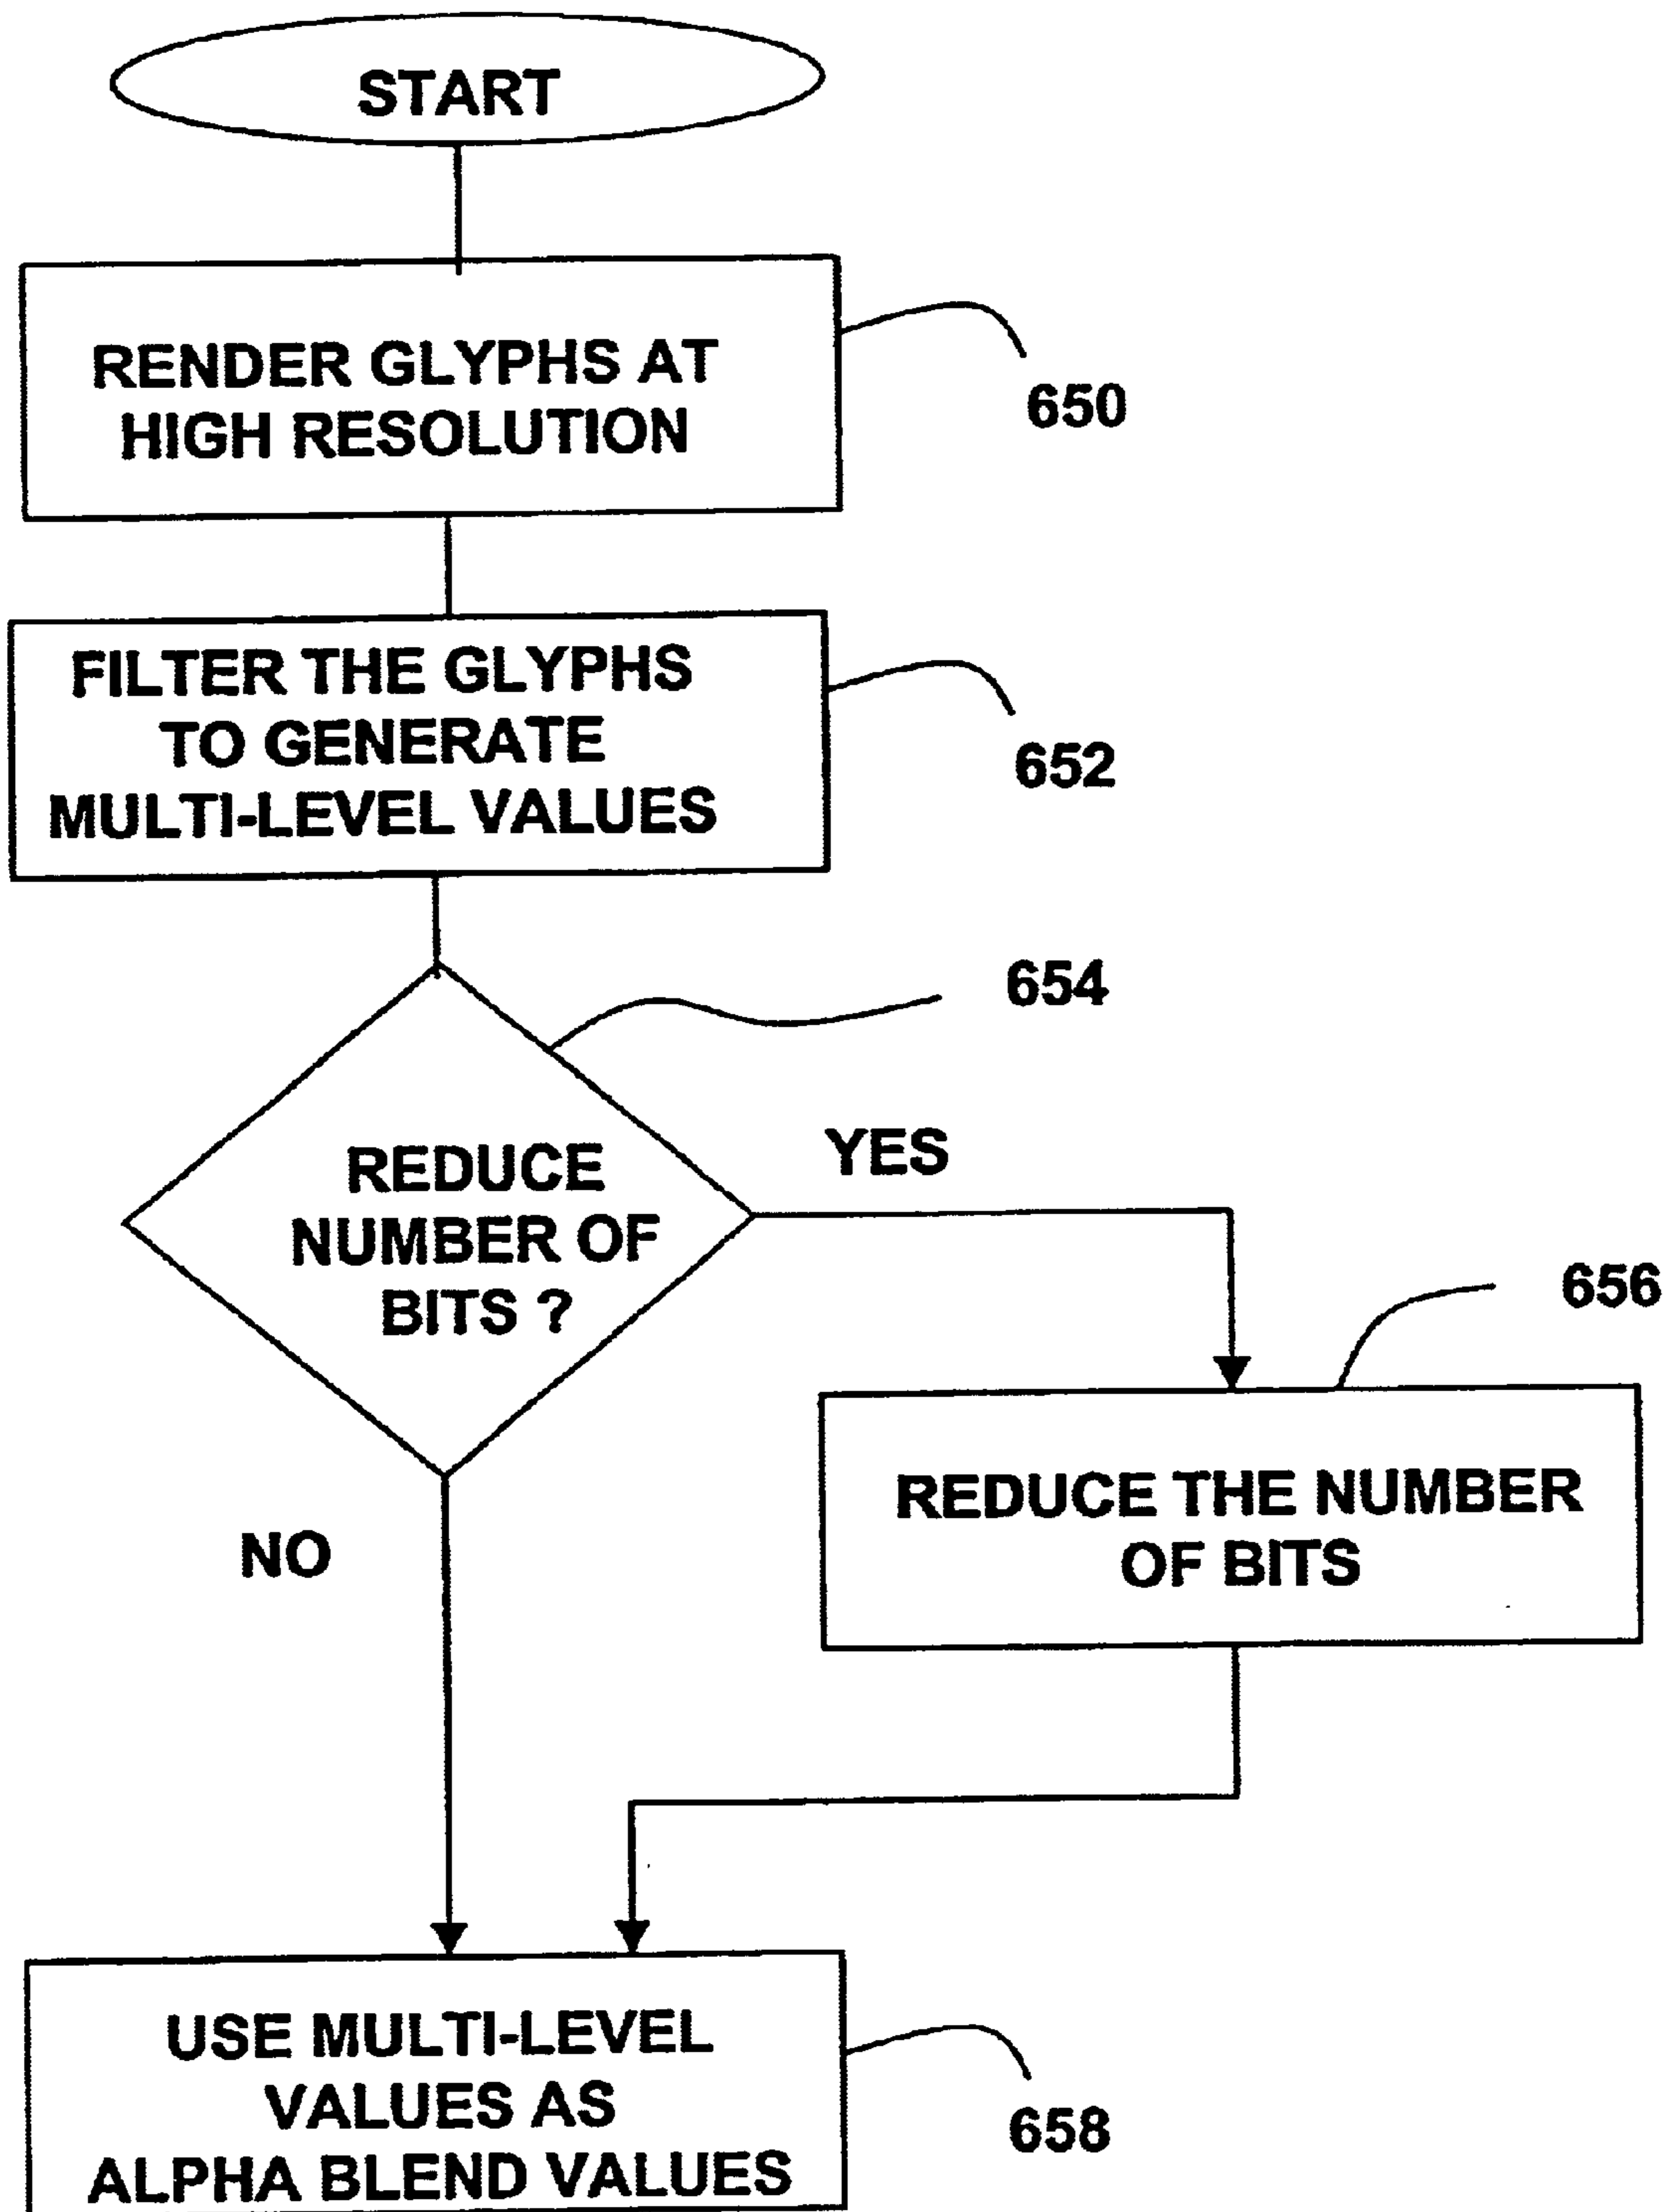 START
RENDER GLYPHS AT
HIGH RESOLUTION
650
FILTER THE GLYPHS
TO GENERATE
MULTI-LEVEL VALUES
652
654
REDUCE
NUMBER OF
BITS ?
YES
656
REDUCE THE NUMBER
OF BITS
NO
USE MULTI-LEVEL
VALUES AS
ALPHA BLEND VALUES
658